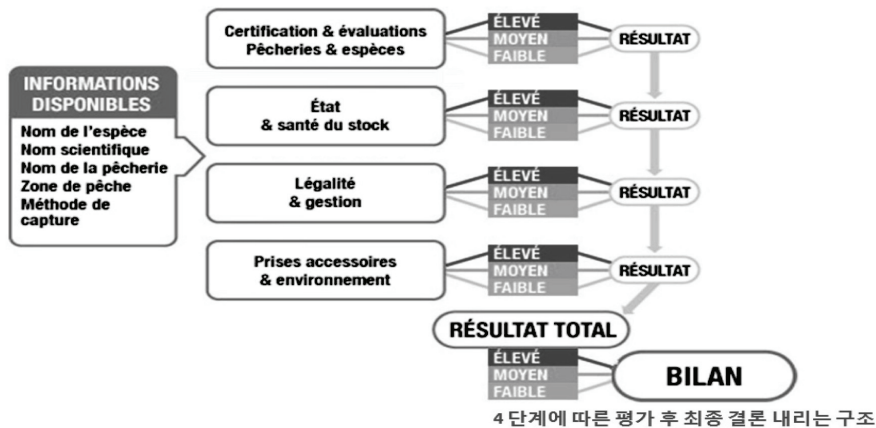 INFORMATIONS
DISPONIBLES
Nom de l'espèce
Nom scientifique
Nom de la pêcherie
Zone de pêche
Méthode de
capture
Certification & évaluations
Pêcheries & espèces
ÉLEVÉ
MOYEN
FAIBLE
RÉSULTAT
État
& santé du stock
ÉLEVÉ
MOYEN
FAIBLE
RÉSULTAT
Légalité
& gestion
ÉLEVÉ
MOYEN
FAIBLE
RÉSULTAT
Prises accessoires
& environnement
ÉLEVÉ
MOYEN
FAIBLE
RÉSULTAT
RÉSULTAT TOTAL
ÉLEVÉ
MOYEN
FAIBLE
BILAN
4 단계에 따른 평가 후 최종 결론 내리는 구조